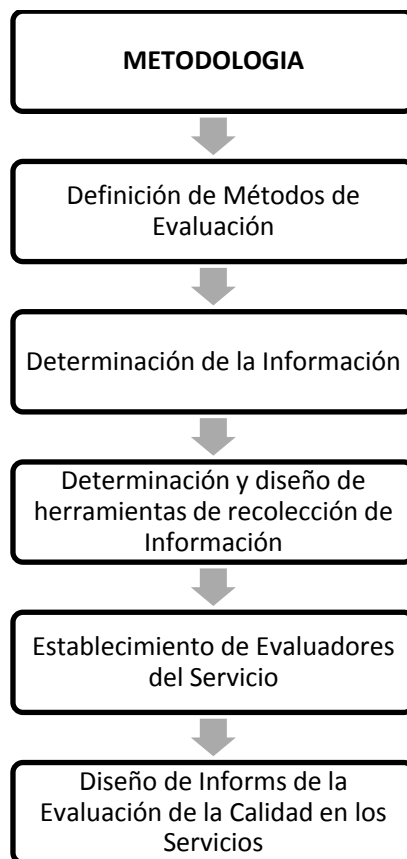 METODOLOGIA
Definición de Métodos de
Evaluación
Determinación de la Información
Determinación y diseño de
herramientas de recolección de
Información
Establecimiento de Evaluadores
del Servicio
Diseño de Informs de la
Evaluación de la Calidad en los
Servicios